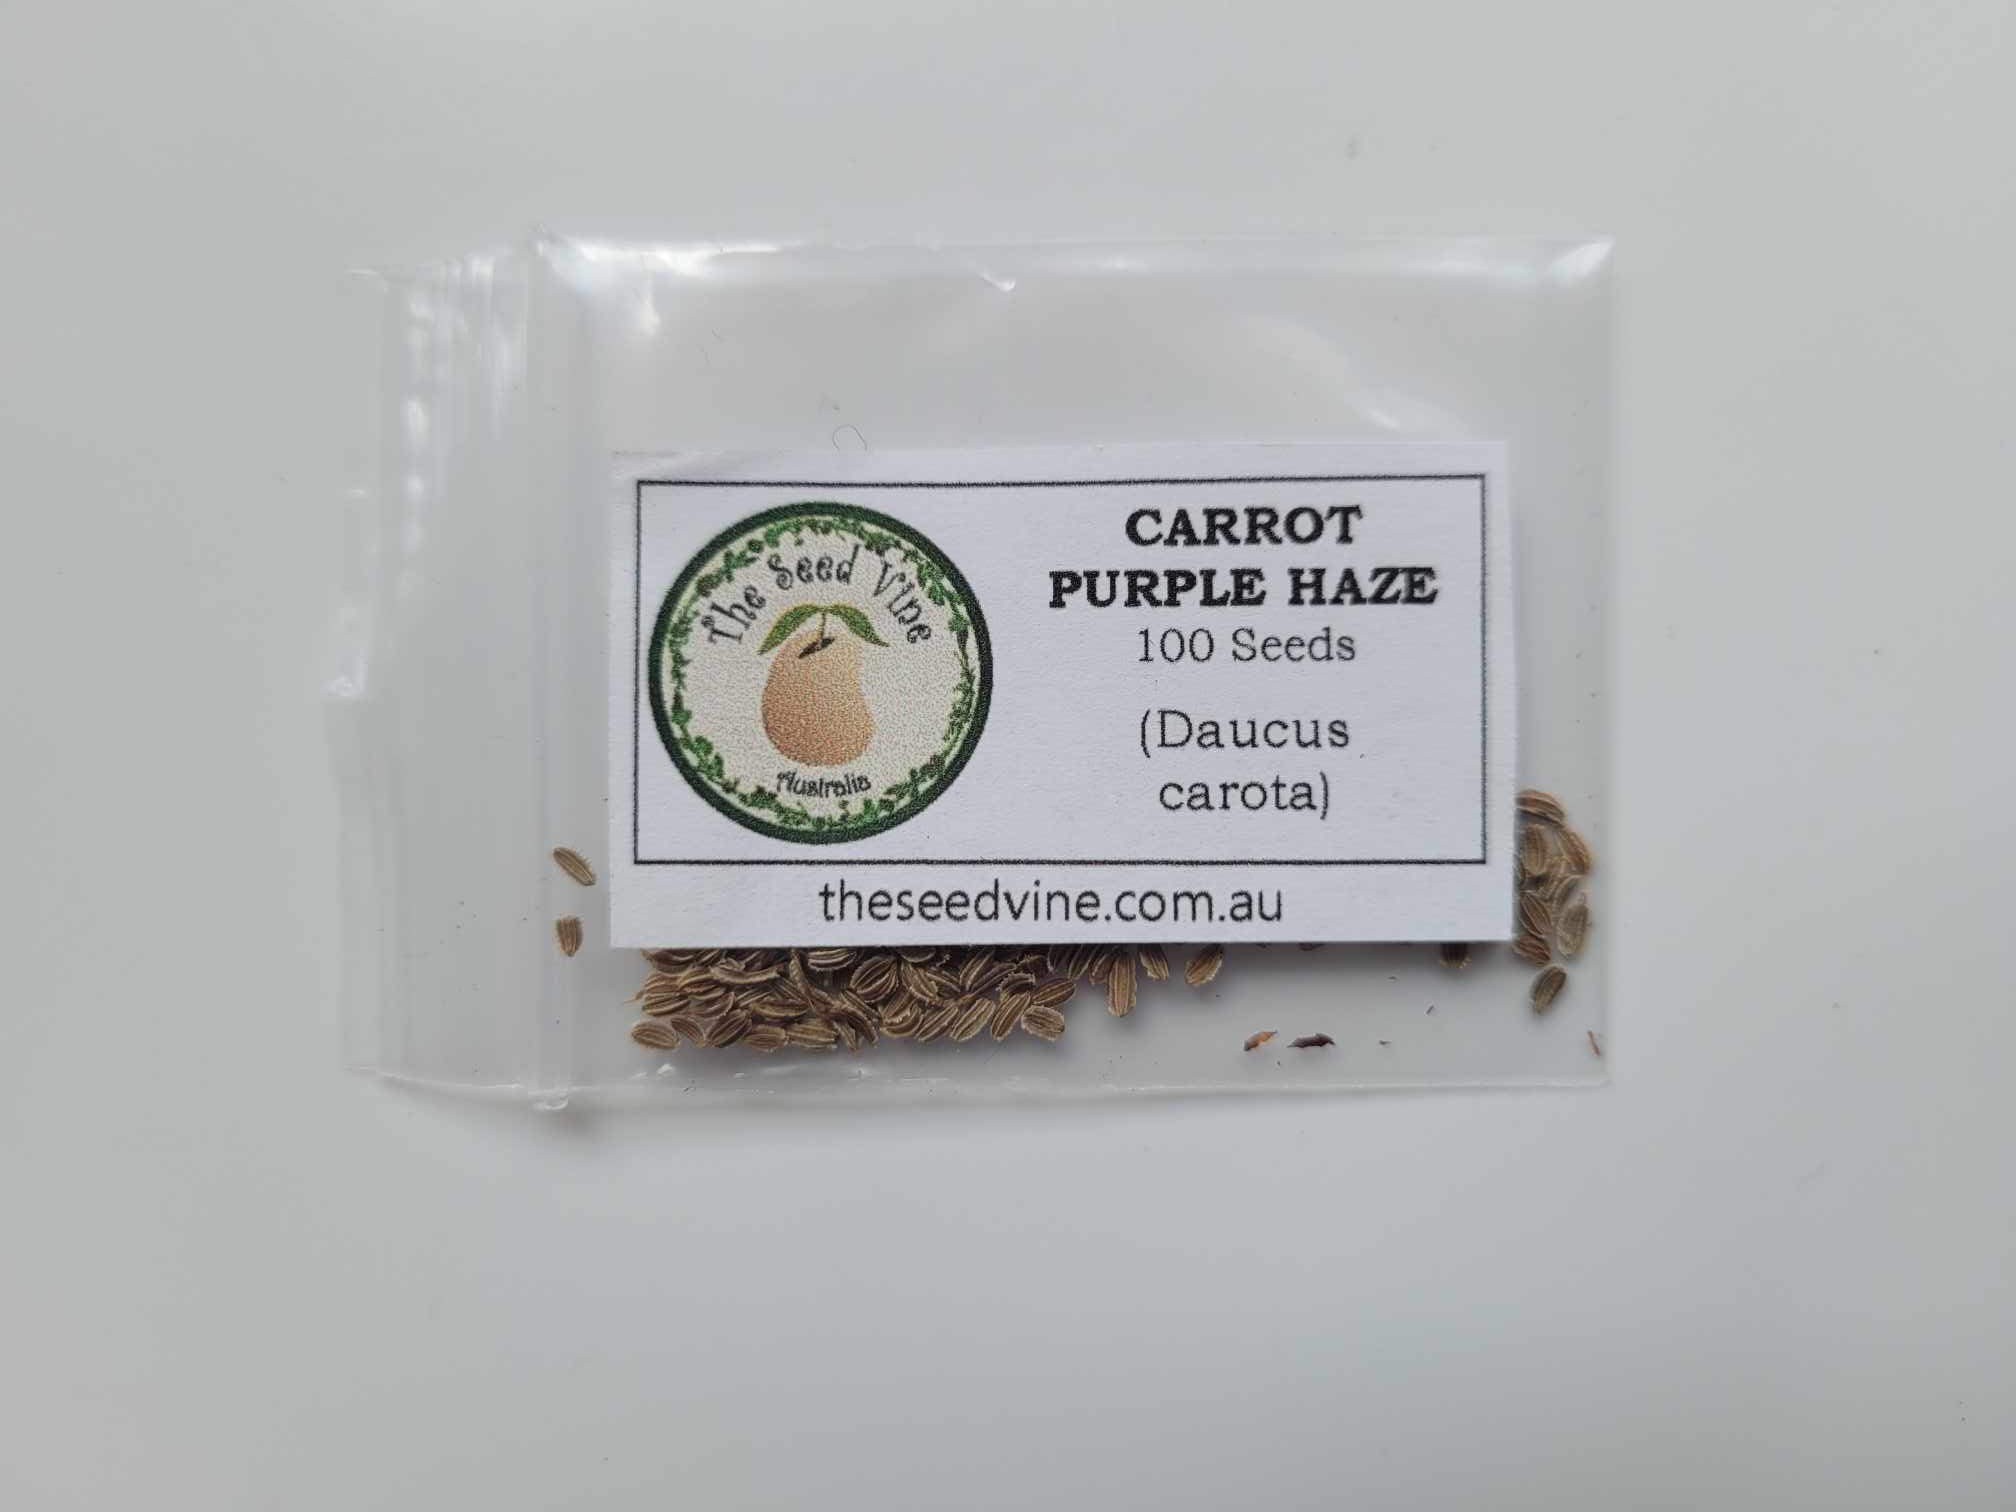 The Seed Vine
Australia
CARROT
PURPLE HAZE
100 Seeds
(Daucus
carota)
theseedvine.com.au